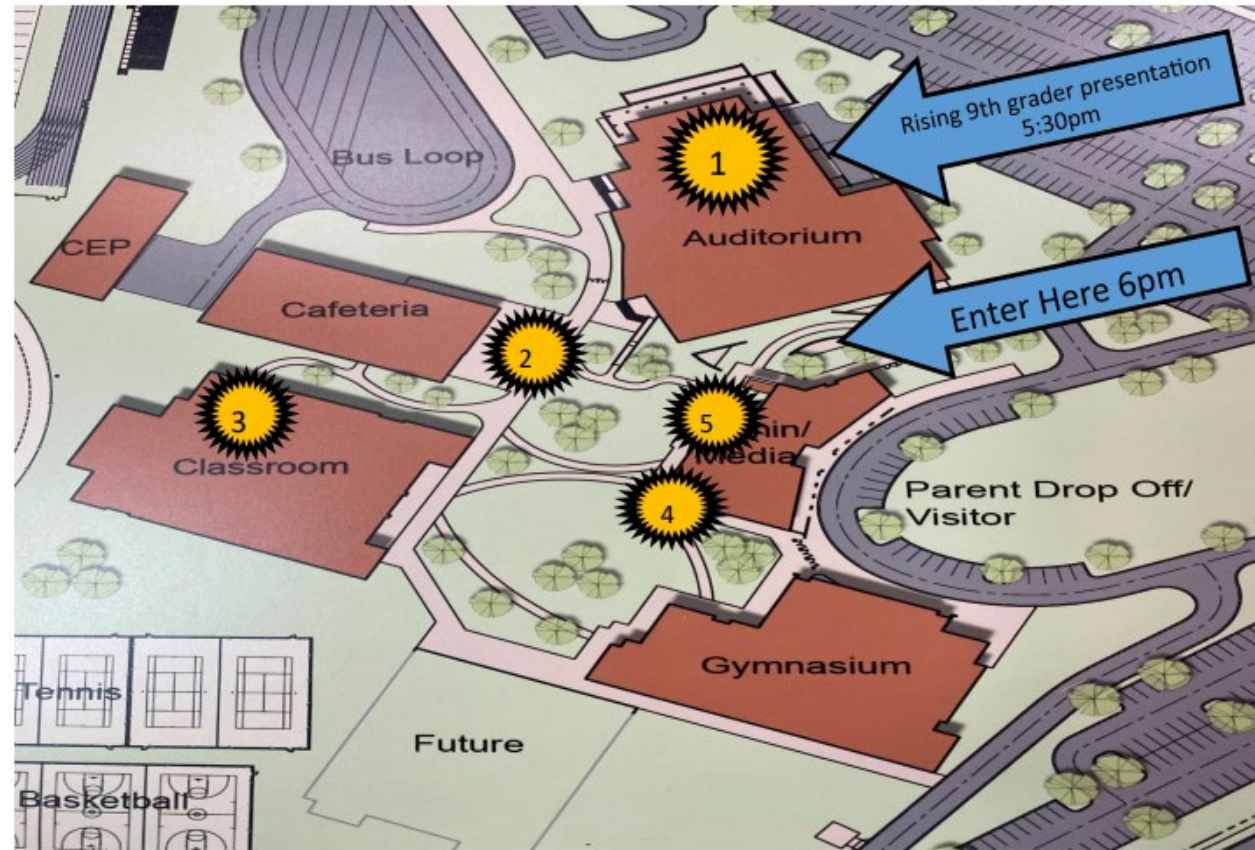 Rising 9th grader presentation
5:30pm
1
Bus Loop
Auditorium
CEP
Enter Here 6pm
Cafeteria
2
3
5
Classroom
Media
4
Parent Drop Off/
Visitor
Gymnasium
Tennis
Future
Basketball